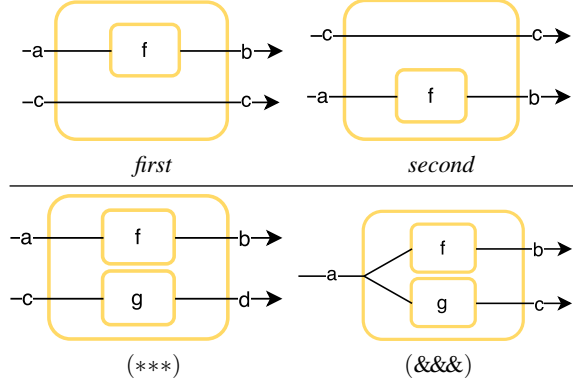 a f b
c c
first
c c
a f b
second
a f b
c g d
(***)
f b
a
g c
(&&&)